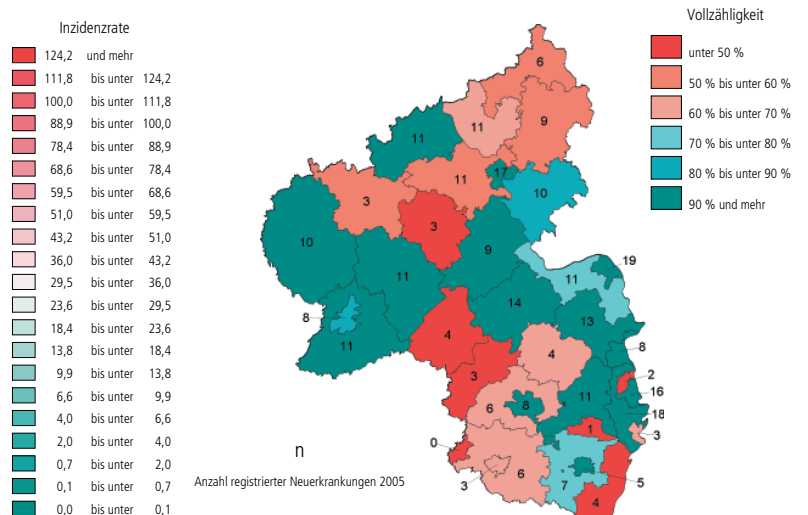 Inzidenzrate
124,2 und mehr
111,8 bis unter 124,2
100,0 bis unter 111,8
88,9 bis unter 100,0
78,4 bis unter 88,9
68,6 bis unter 78,4
59,5 bis unter 68,6
51,0 bis unter 59,5
43,2 bis unter 51,0
36,0 bis unter 43,2
29,5 bis unter 36,0
23,6 bis unter 29,5
18,4 bis unter 23,6
13,8 bis unter 18,4
9,9 bis unter 13,8
6,6 bis unter 9,9
4,0 bis unter 6,6
2,0 bis unter 4,0
0,7 bis unter 2,0
0,1 bis unter 0,7
0,0 bis unter 0,1
Vollzähligkeit
unter 50 %
50 % bis unter 60 %
60 % bis unter 70 %
70 % bis unter 80 %
80 % bis unter 90 %
90 % und mehr
6
9
11
11
17
11
10
3
3
10
9
19
11
11
14
13
8
11
4
4
8
3
2
16
11
6
8
18
1
3
0
3
6
7
5
4
n
Anzahl registrierter Neuerkrankungen 2005